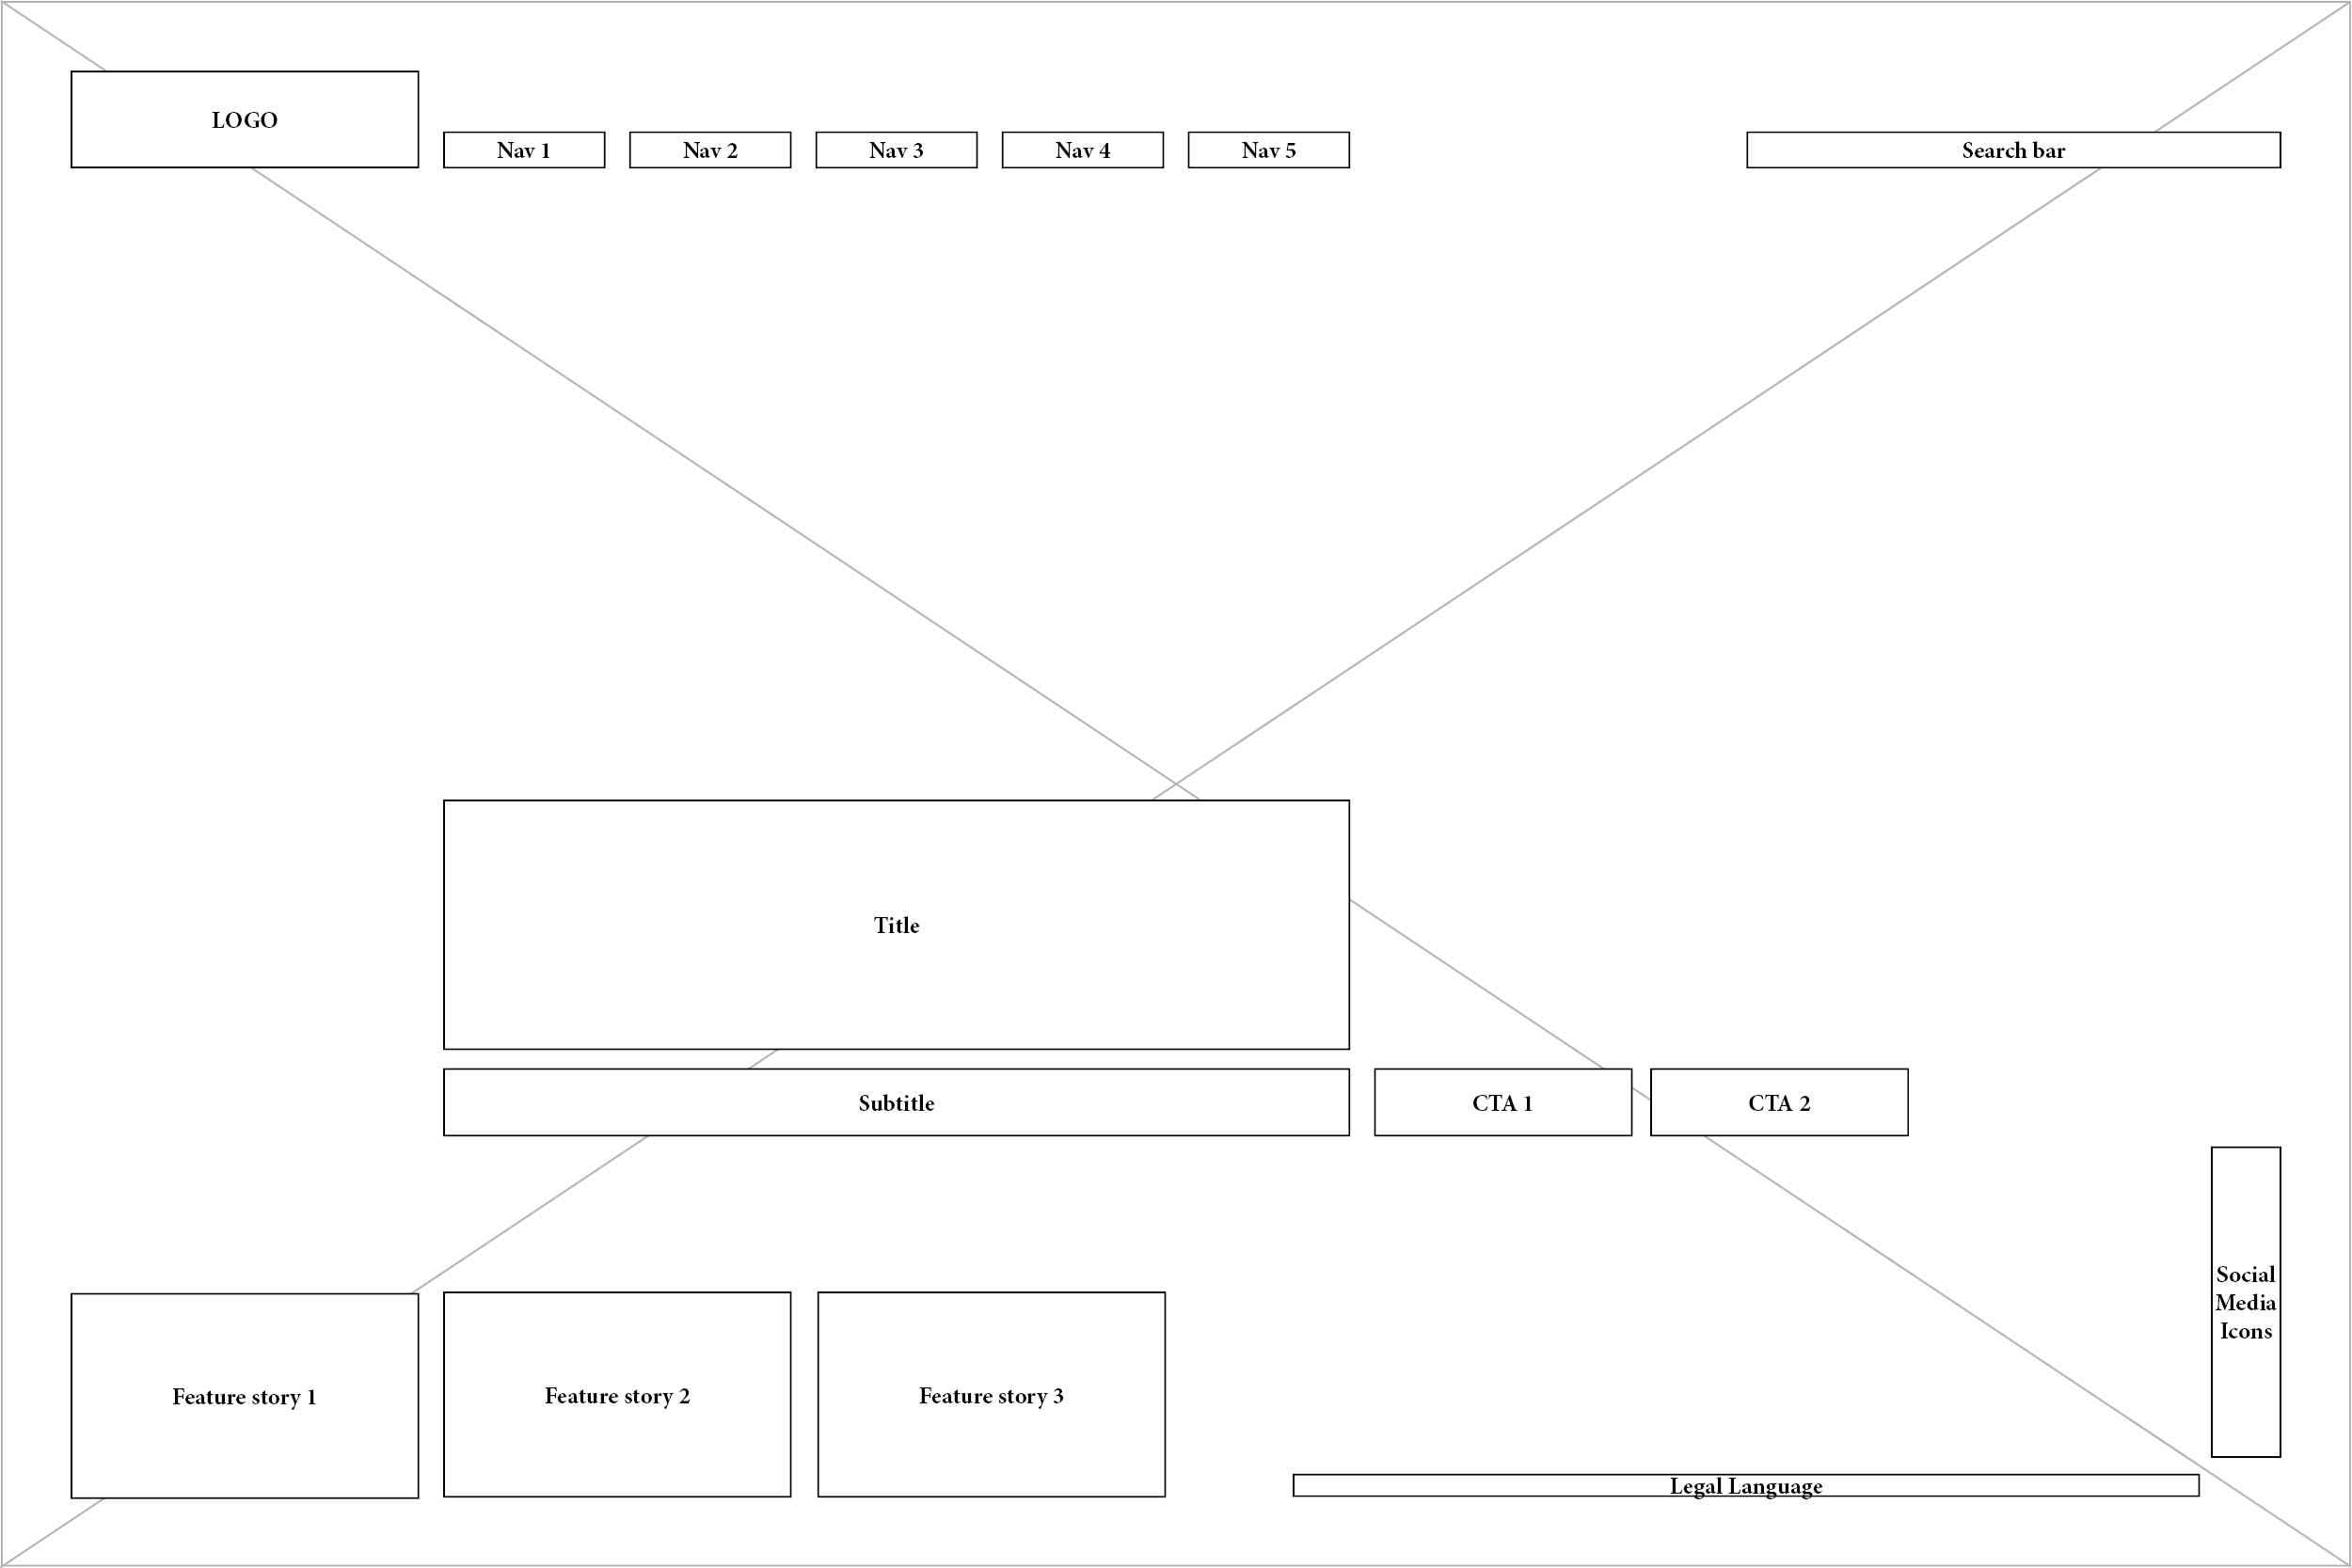 LOGO
Nav 1
Nav 2
Nav 3
Nav 4
Nav 5
Search bar
Title
Subtitle
CTA 1
CTA 2
Social
Media
Icons
Feature story 1
Feature story 2
Feature story 3
Legal Language